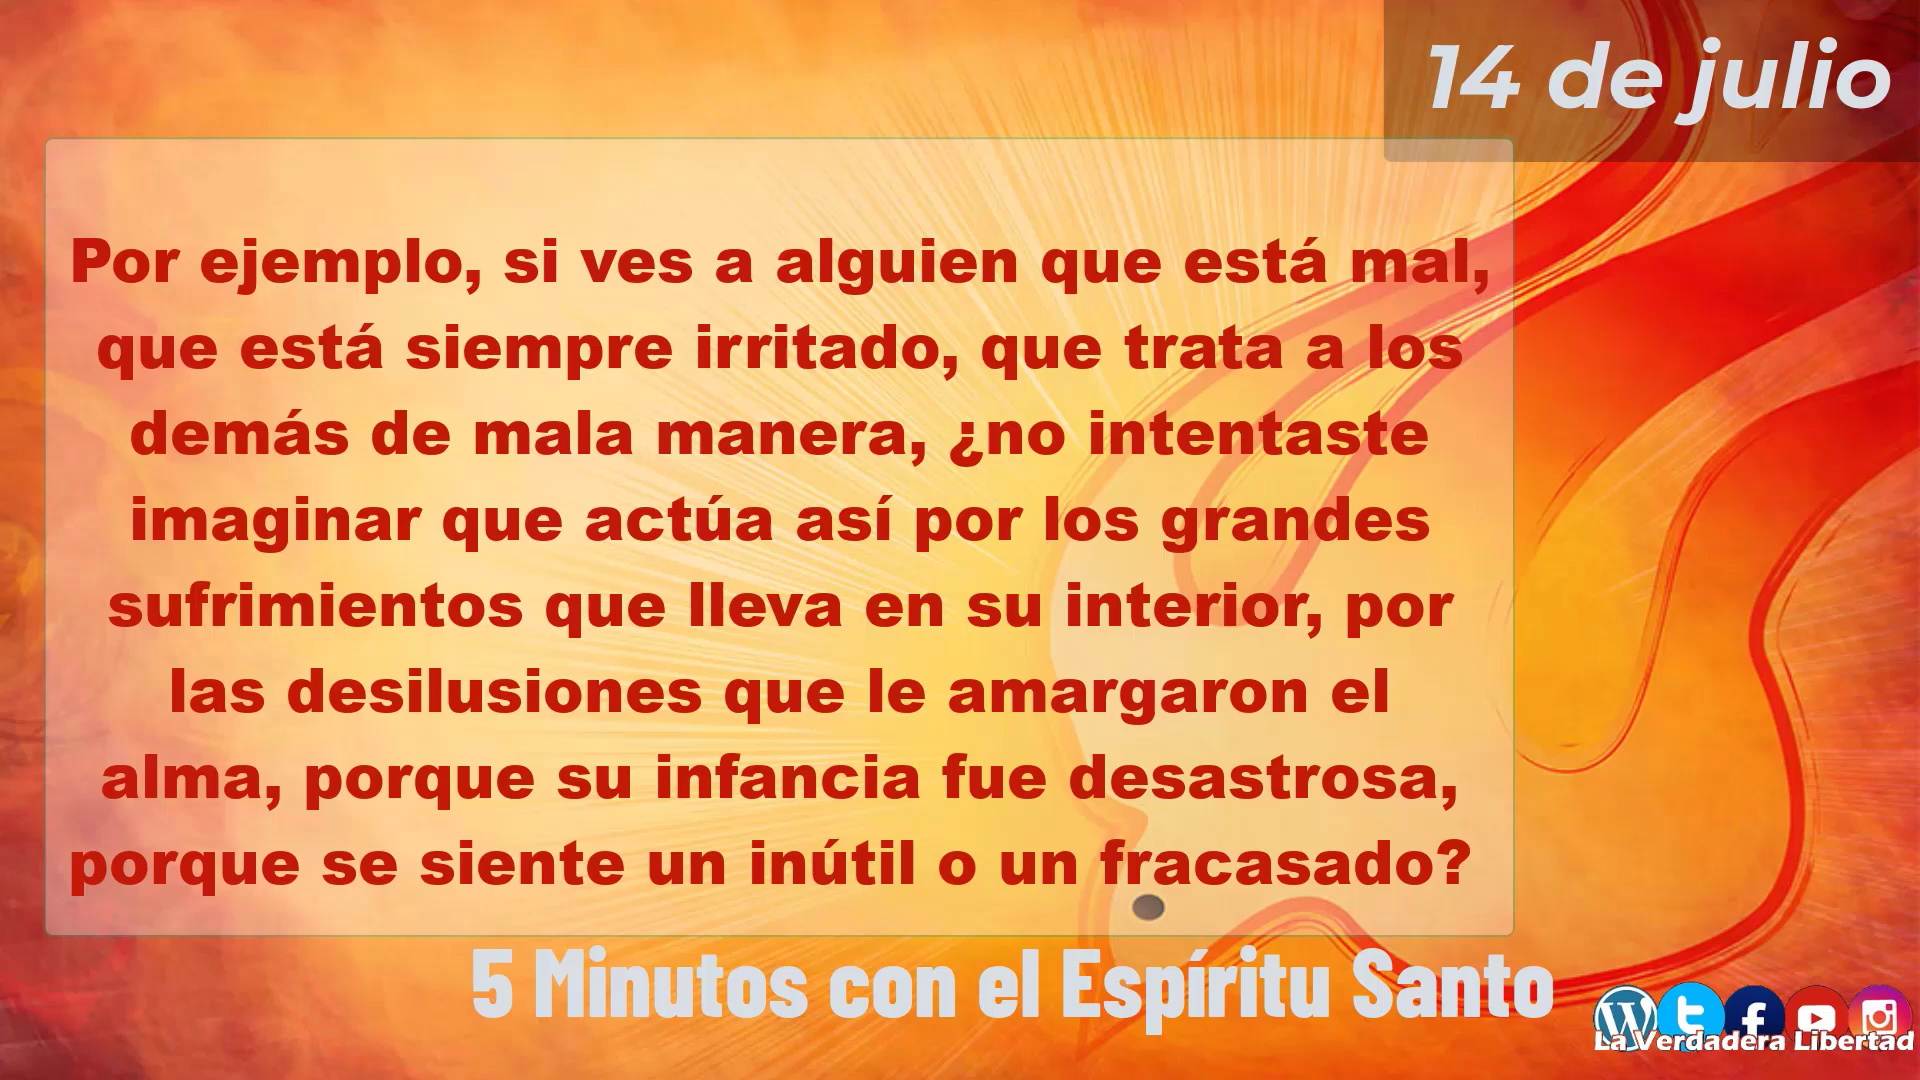 14 de julio
Por ejemplo, si ves a alguien que está mal,
que está siempre irritado, que trata a los
demás de mala manera, ¿no intentaste
imaginar que actúa así por los grandes
sufrimientos que lleva en su interior, por
las desilusiones que le amargaron el
alma, porque su infancia fue desastrosa,
porque se siente un inútil o un fracasado?
5 Minutos con el Espíritu Santo
La Verdadera Libertad